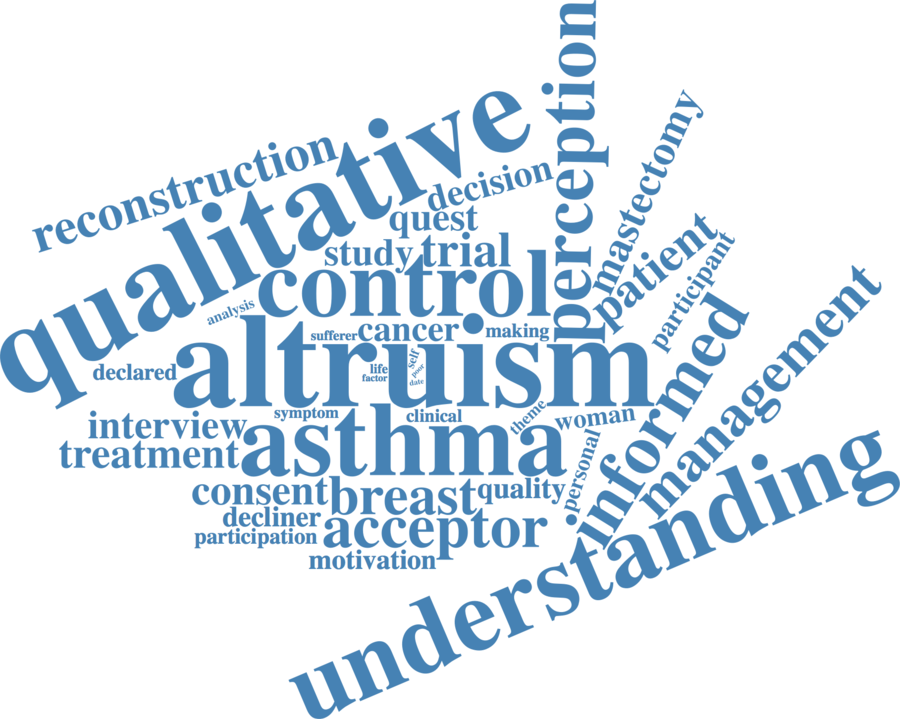 perception
qualitative
mastectomy
reconstruction
decision
quest
patient
study
trial
participant
control
management
analysis
informed
sufferer
cancer
making
altruism
declared
life
factor
self
poor
date
symptom
clinical
theme
woman
interview
asthma
treatment
personal
understanding
consent
breast
quality
decliner
acceptor
participation
motivation